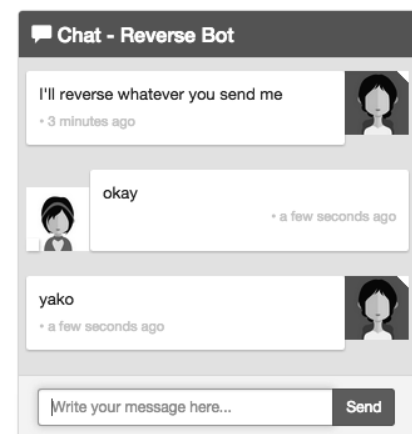 Chat - Reverse Bot
I'll reverse whatever you send me
• 3 minutes ago
okay
• a few seconds ago
yako
• a few seconds ago
Write your message here...
Send